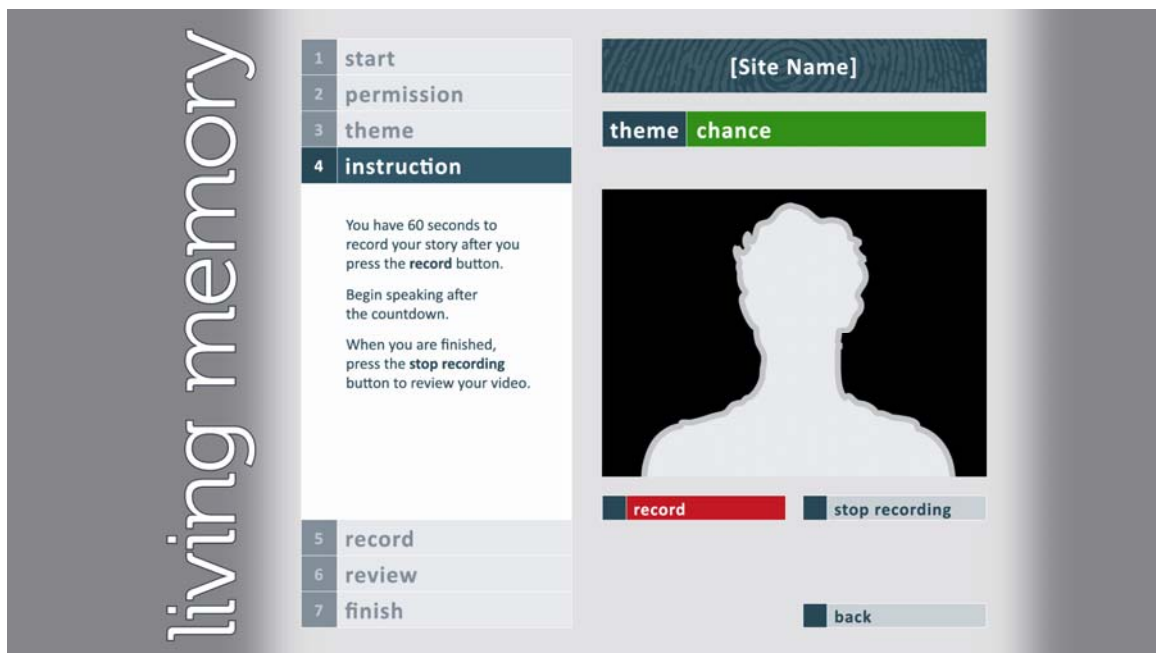 living memory
1 start
2 permission
3 theme
4 instruction
You have 60 seconds to
record your story after you
press the record button.
Begin speaking after
the countdown.
When you are finished,
press the stop recording
button to review your video.
5 record
6 review
7 finish
[Site Name]
theme chance
record
stop recording
back